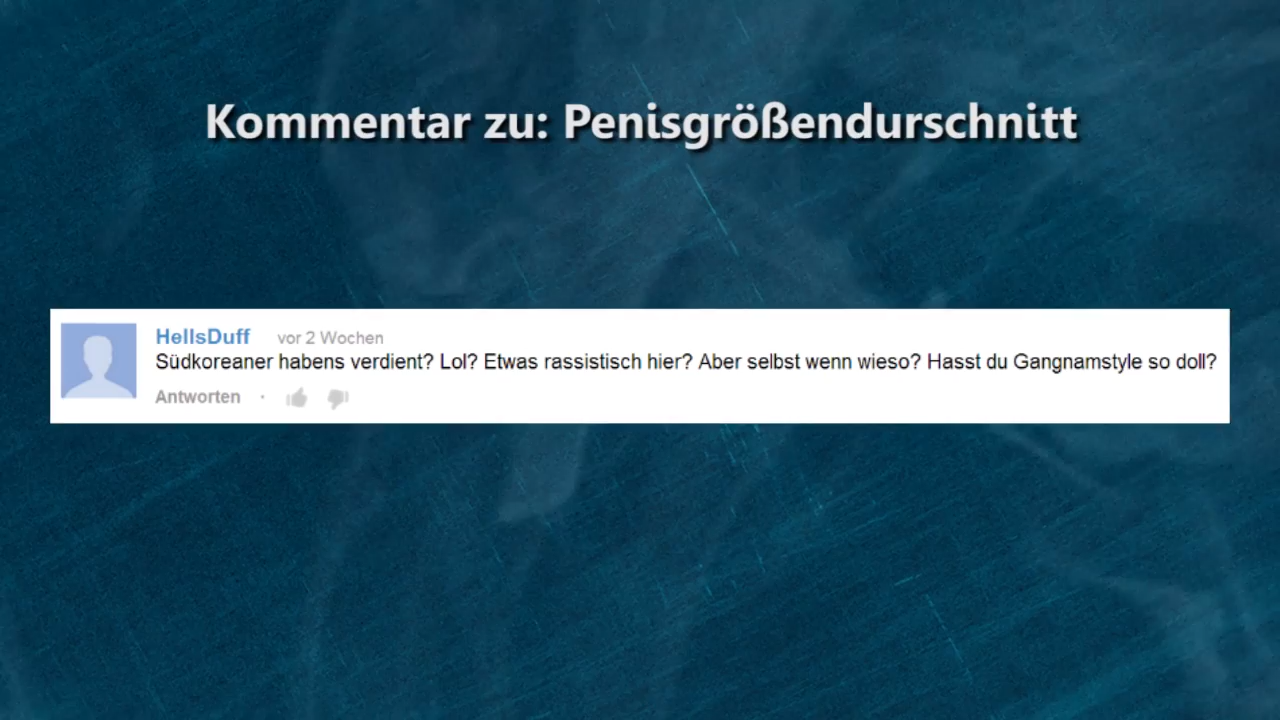 Kommentar zu: Penisgrößendurschnitt
HellsDuff vor 2 Wochen
Südkoreaner habens verdient? Lol? Etwas rassistisch hier? Aber selbst wenn wieso? Hasst du Gangnamstyle so doll?
Antworten ·